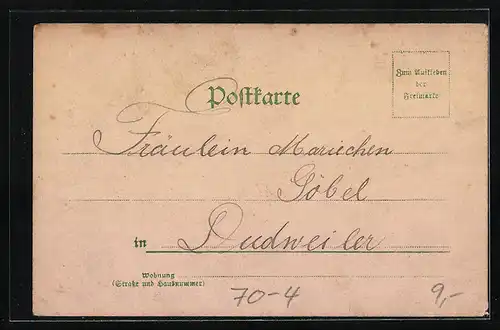 Zum Aufkleben
der
Freimarke
Postkarte
Fräulein Mariechen
Göbel
in Dudweiler
Wohnung
(Straße und Hausnummer)
70-4 9,-